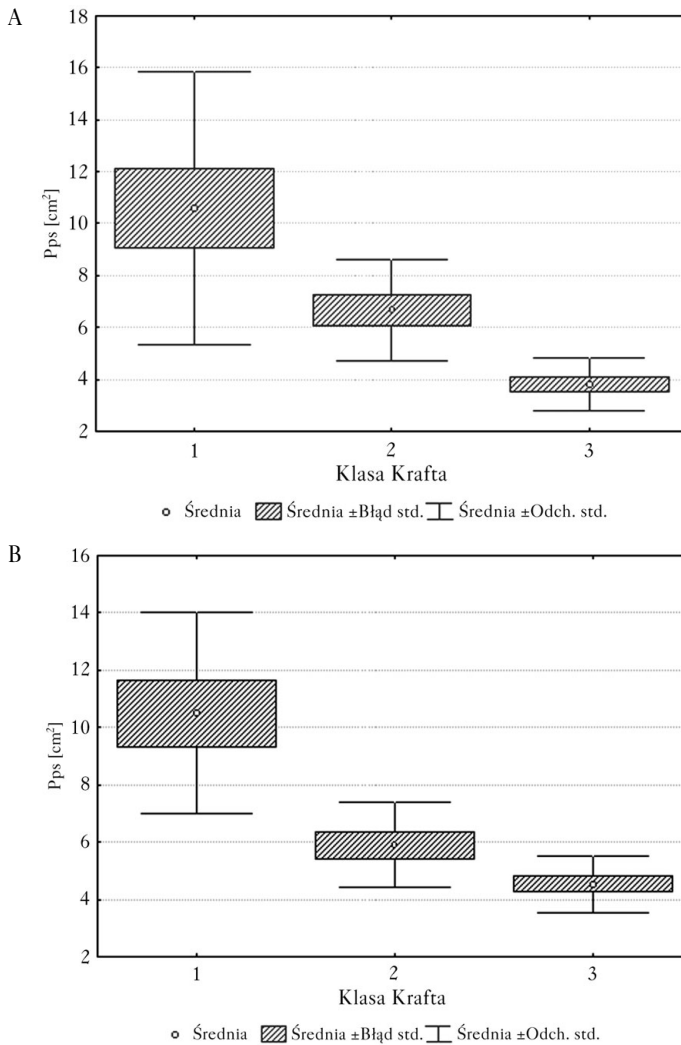 A
18
16
14
12
10
8
6
4
2
Pps [cm²]
1 2 3
Klasa Krafta
Średnia Średnia ±Błąd std. Średnia ±Odch. std.
B
16
14
12
10
8
6
4
2
Pps [cm²]
1 2 3
Klasa Krafta
Średnia Średnia ±Błąd std. Średnia ±Odch. std.